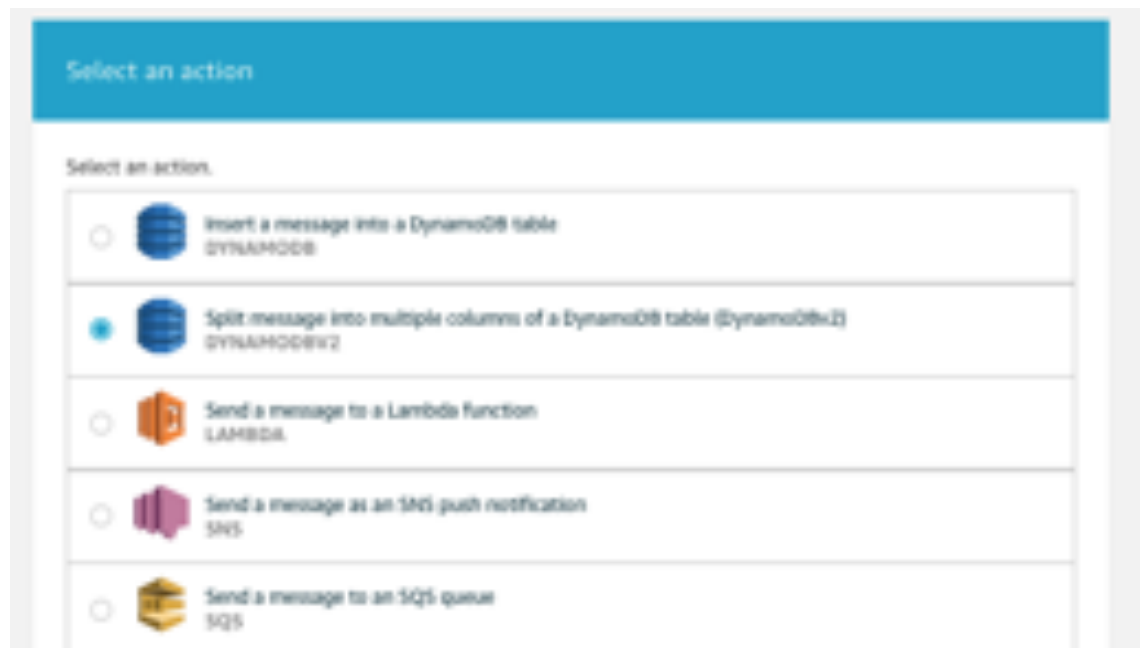 Select an action
Select an action.
Insert a message into a DynamoDB table
DYNAMODB
Split message into multiple columns of a DynamoDB table (DynamoDBv2)
DYNAMODBV2
Send a message to a Lambda function
LAMBDA
Send a message as an SNS push notification
SNS
Send a message to an SQS queue
SQS